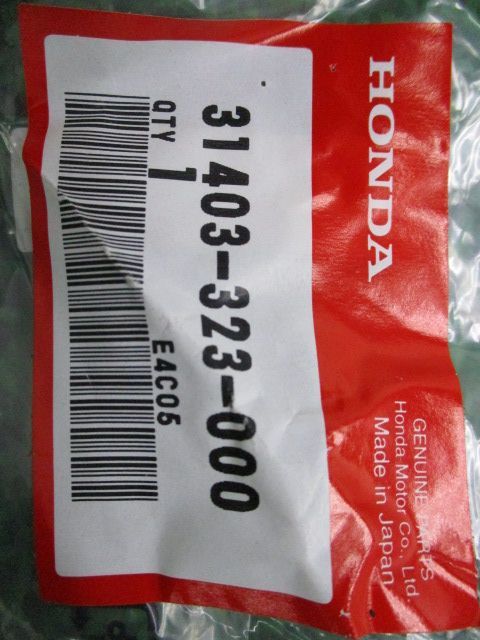 HONDA
GENUINE PARTS
Honda Motor Co., Ltd
Made in Japan
31403-323-000
QTY 1
E4C05